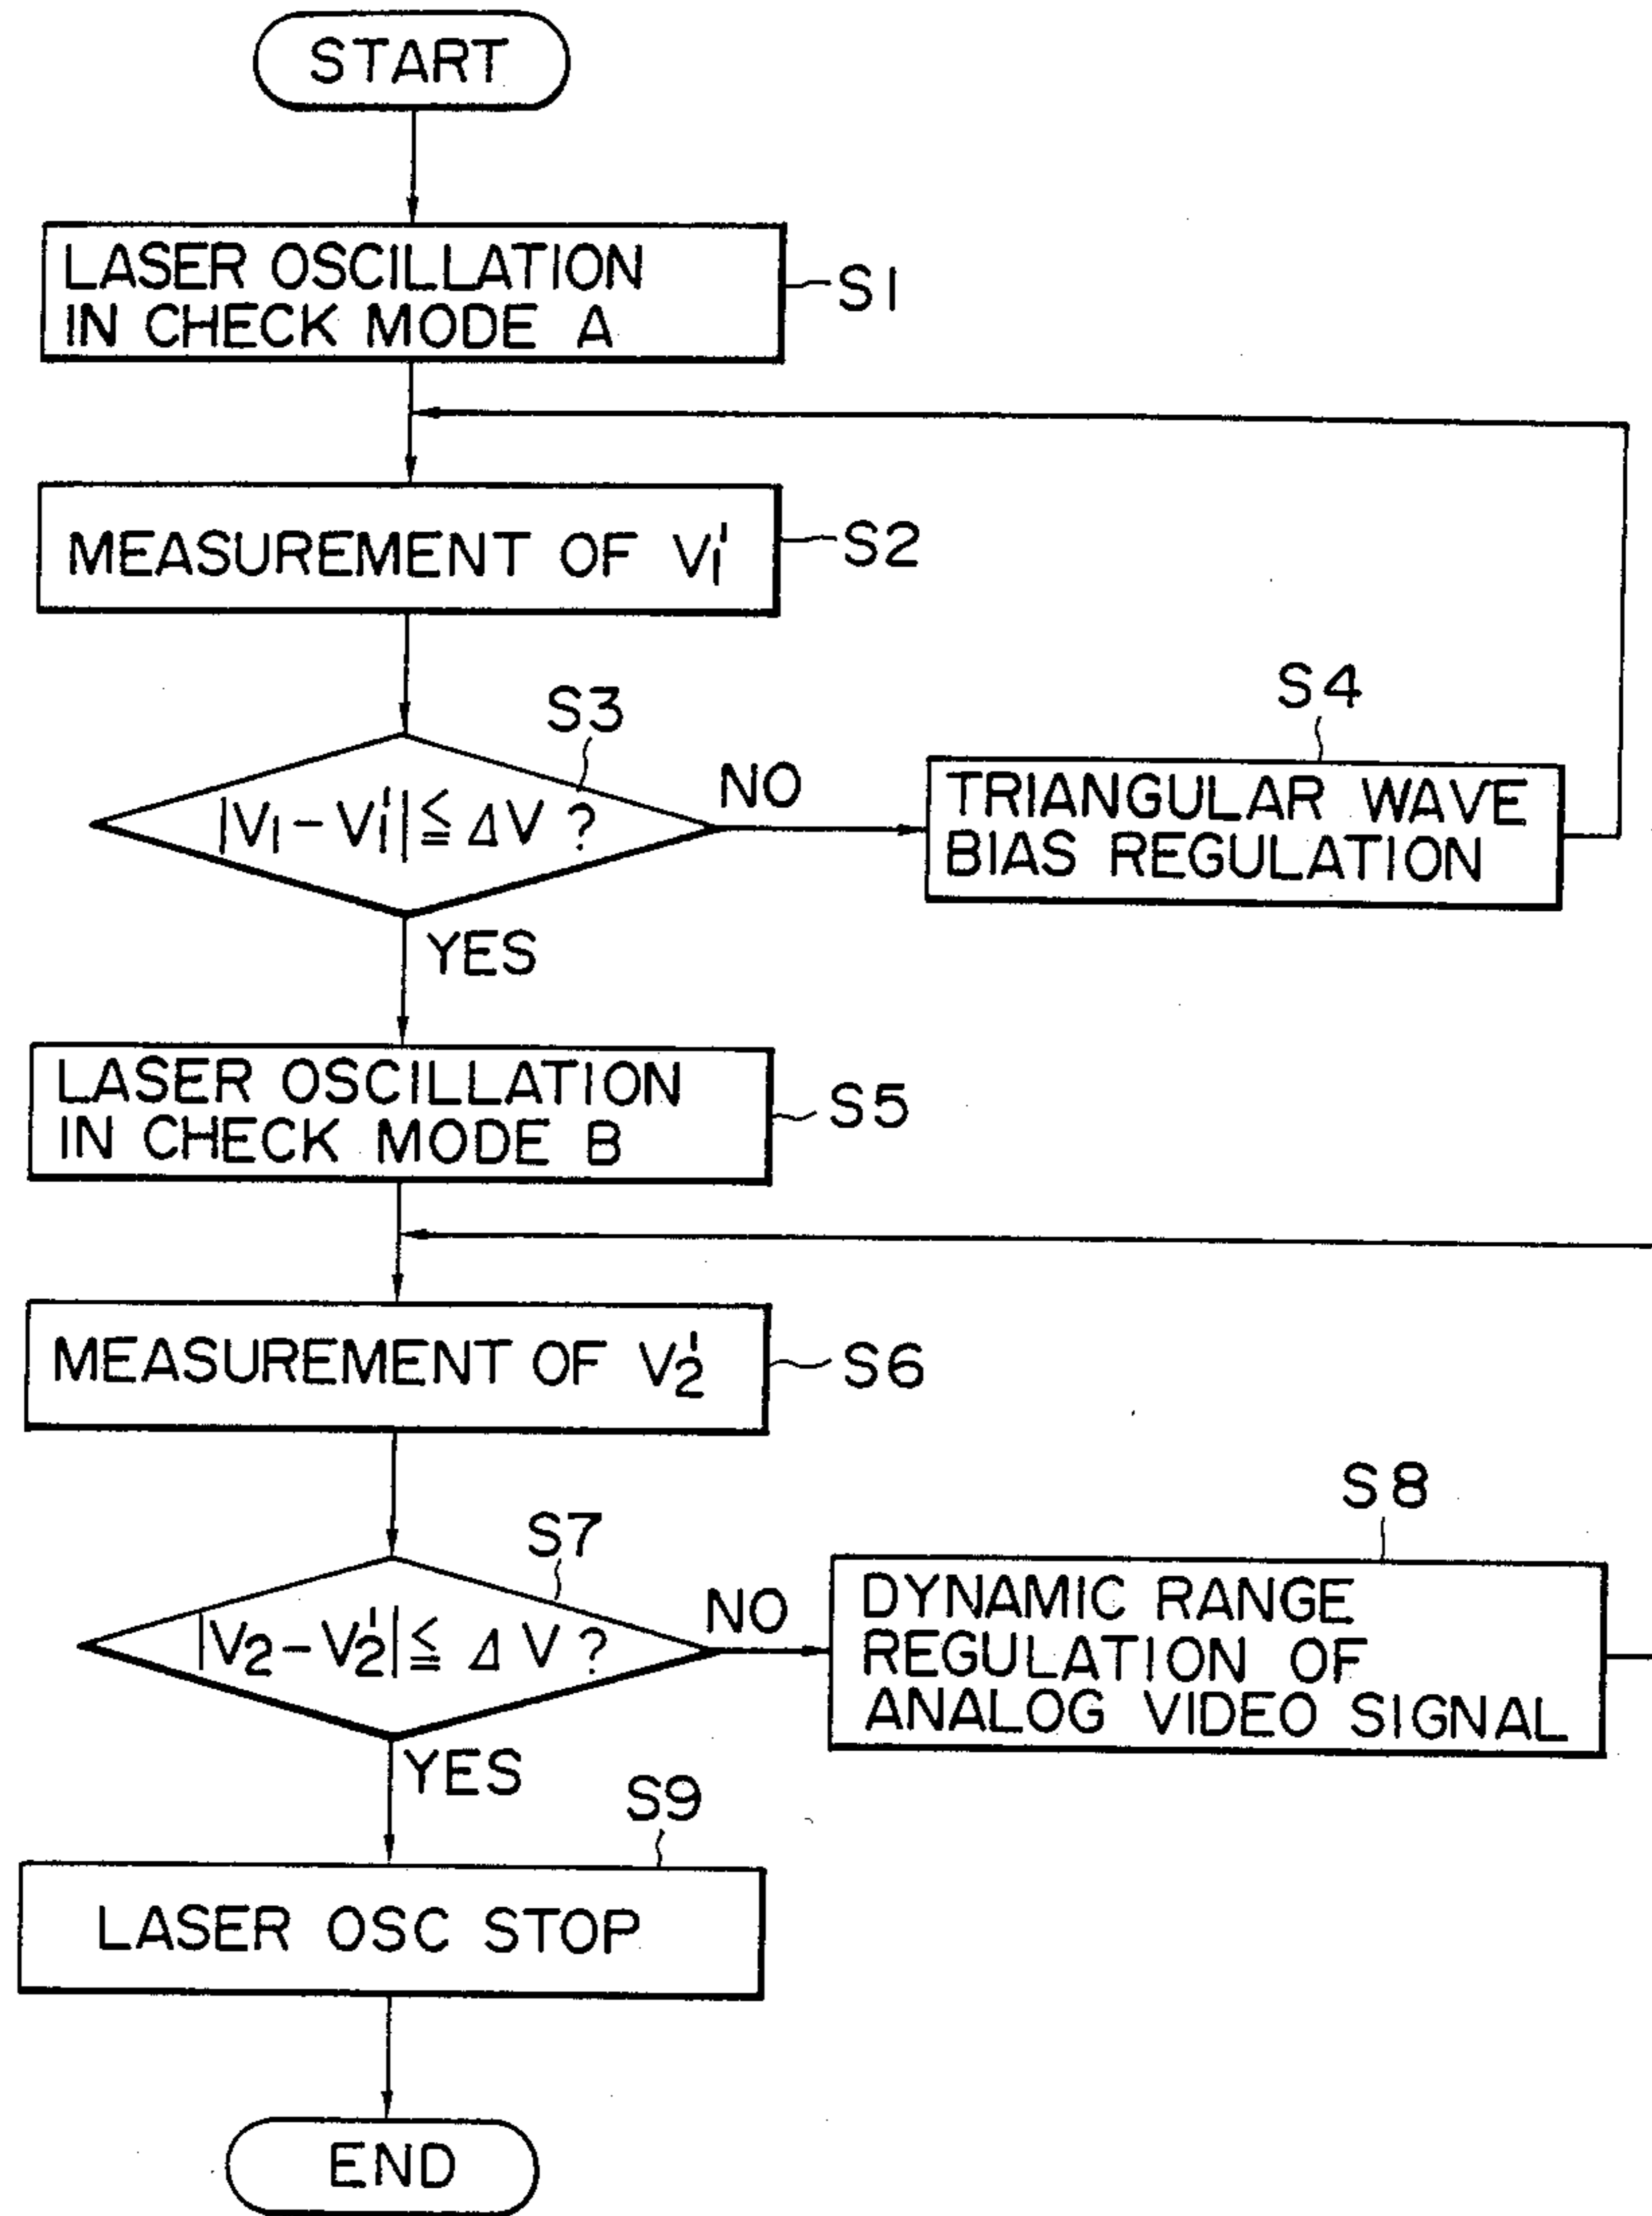 START
LASER OSCILLATION
IN CHECK MODE A
S1
MEASUREMENT OF V1'
S2
S3
|V1 - V1'| ≦ ΔV ?
NO
S4
TRIANGULAR WAVE
BIAS REGULATION
YES
LASER OSCILLATION
IN CHECK MODE B
S5
MEASUREMENT OF V2'
S6
S7
|V2 - V2'| ≦ ΔV ?
NO
S8
DYNAMIC RANGE
REGULATION OF
ANALOG VIDEO SIGNAL
YES
S9
LASER OSC STOP
END